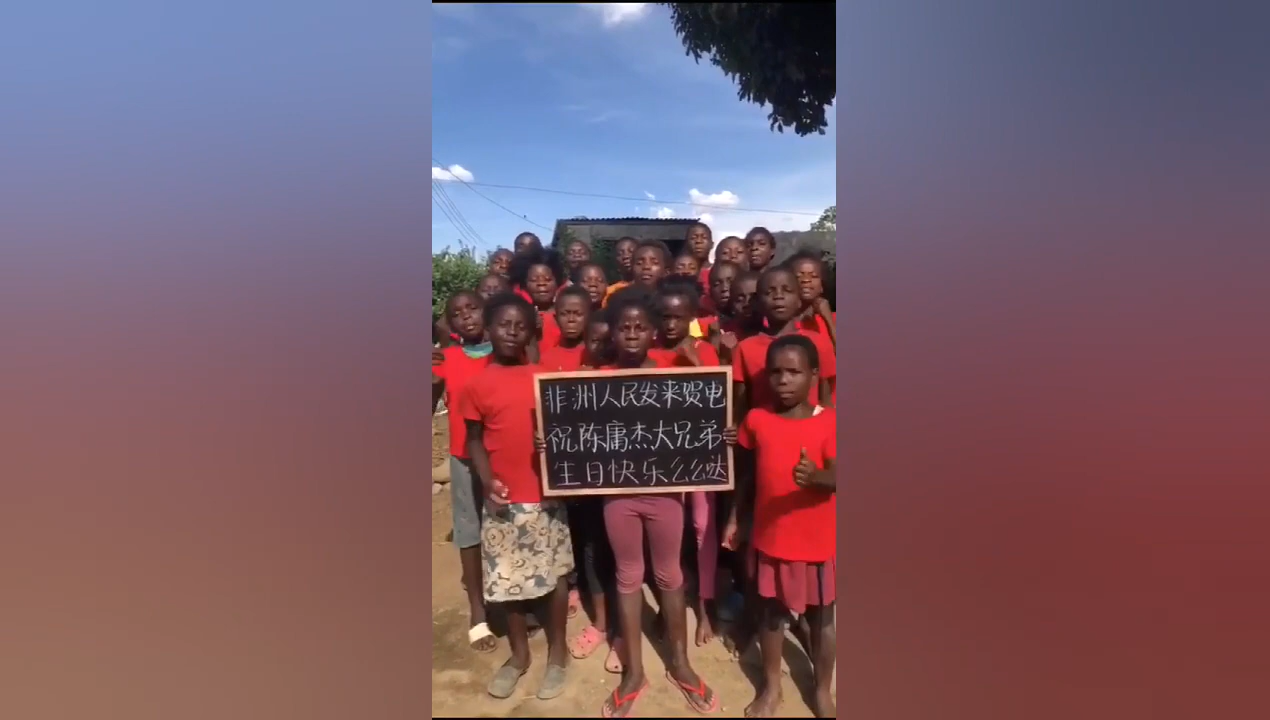 非洲人民发来贺电
祝陈庸杰大兄弟
生日快乐么么哒